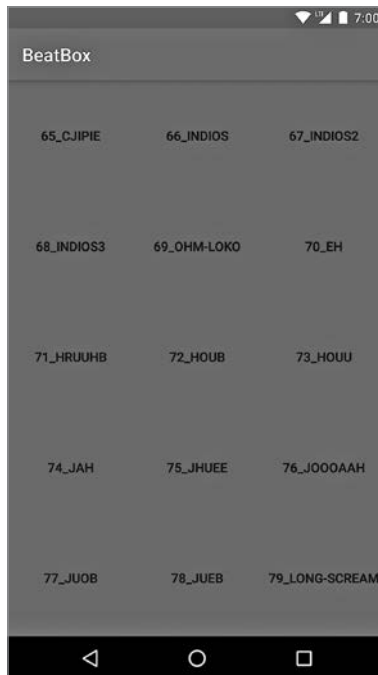 LTE 7:00
BeatBox
65_CJIPIE 66_INDIOS 67_INDIOS2
68_INDIOS3 69_OHM-LOKO 70_EH
71_HRUUHB 72_HOUB 73_HOUU
74_JAH 75_JHUEE 76_JOOOAAH
77_JUOB 78_JUEB 79_LONG-SCREAM